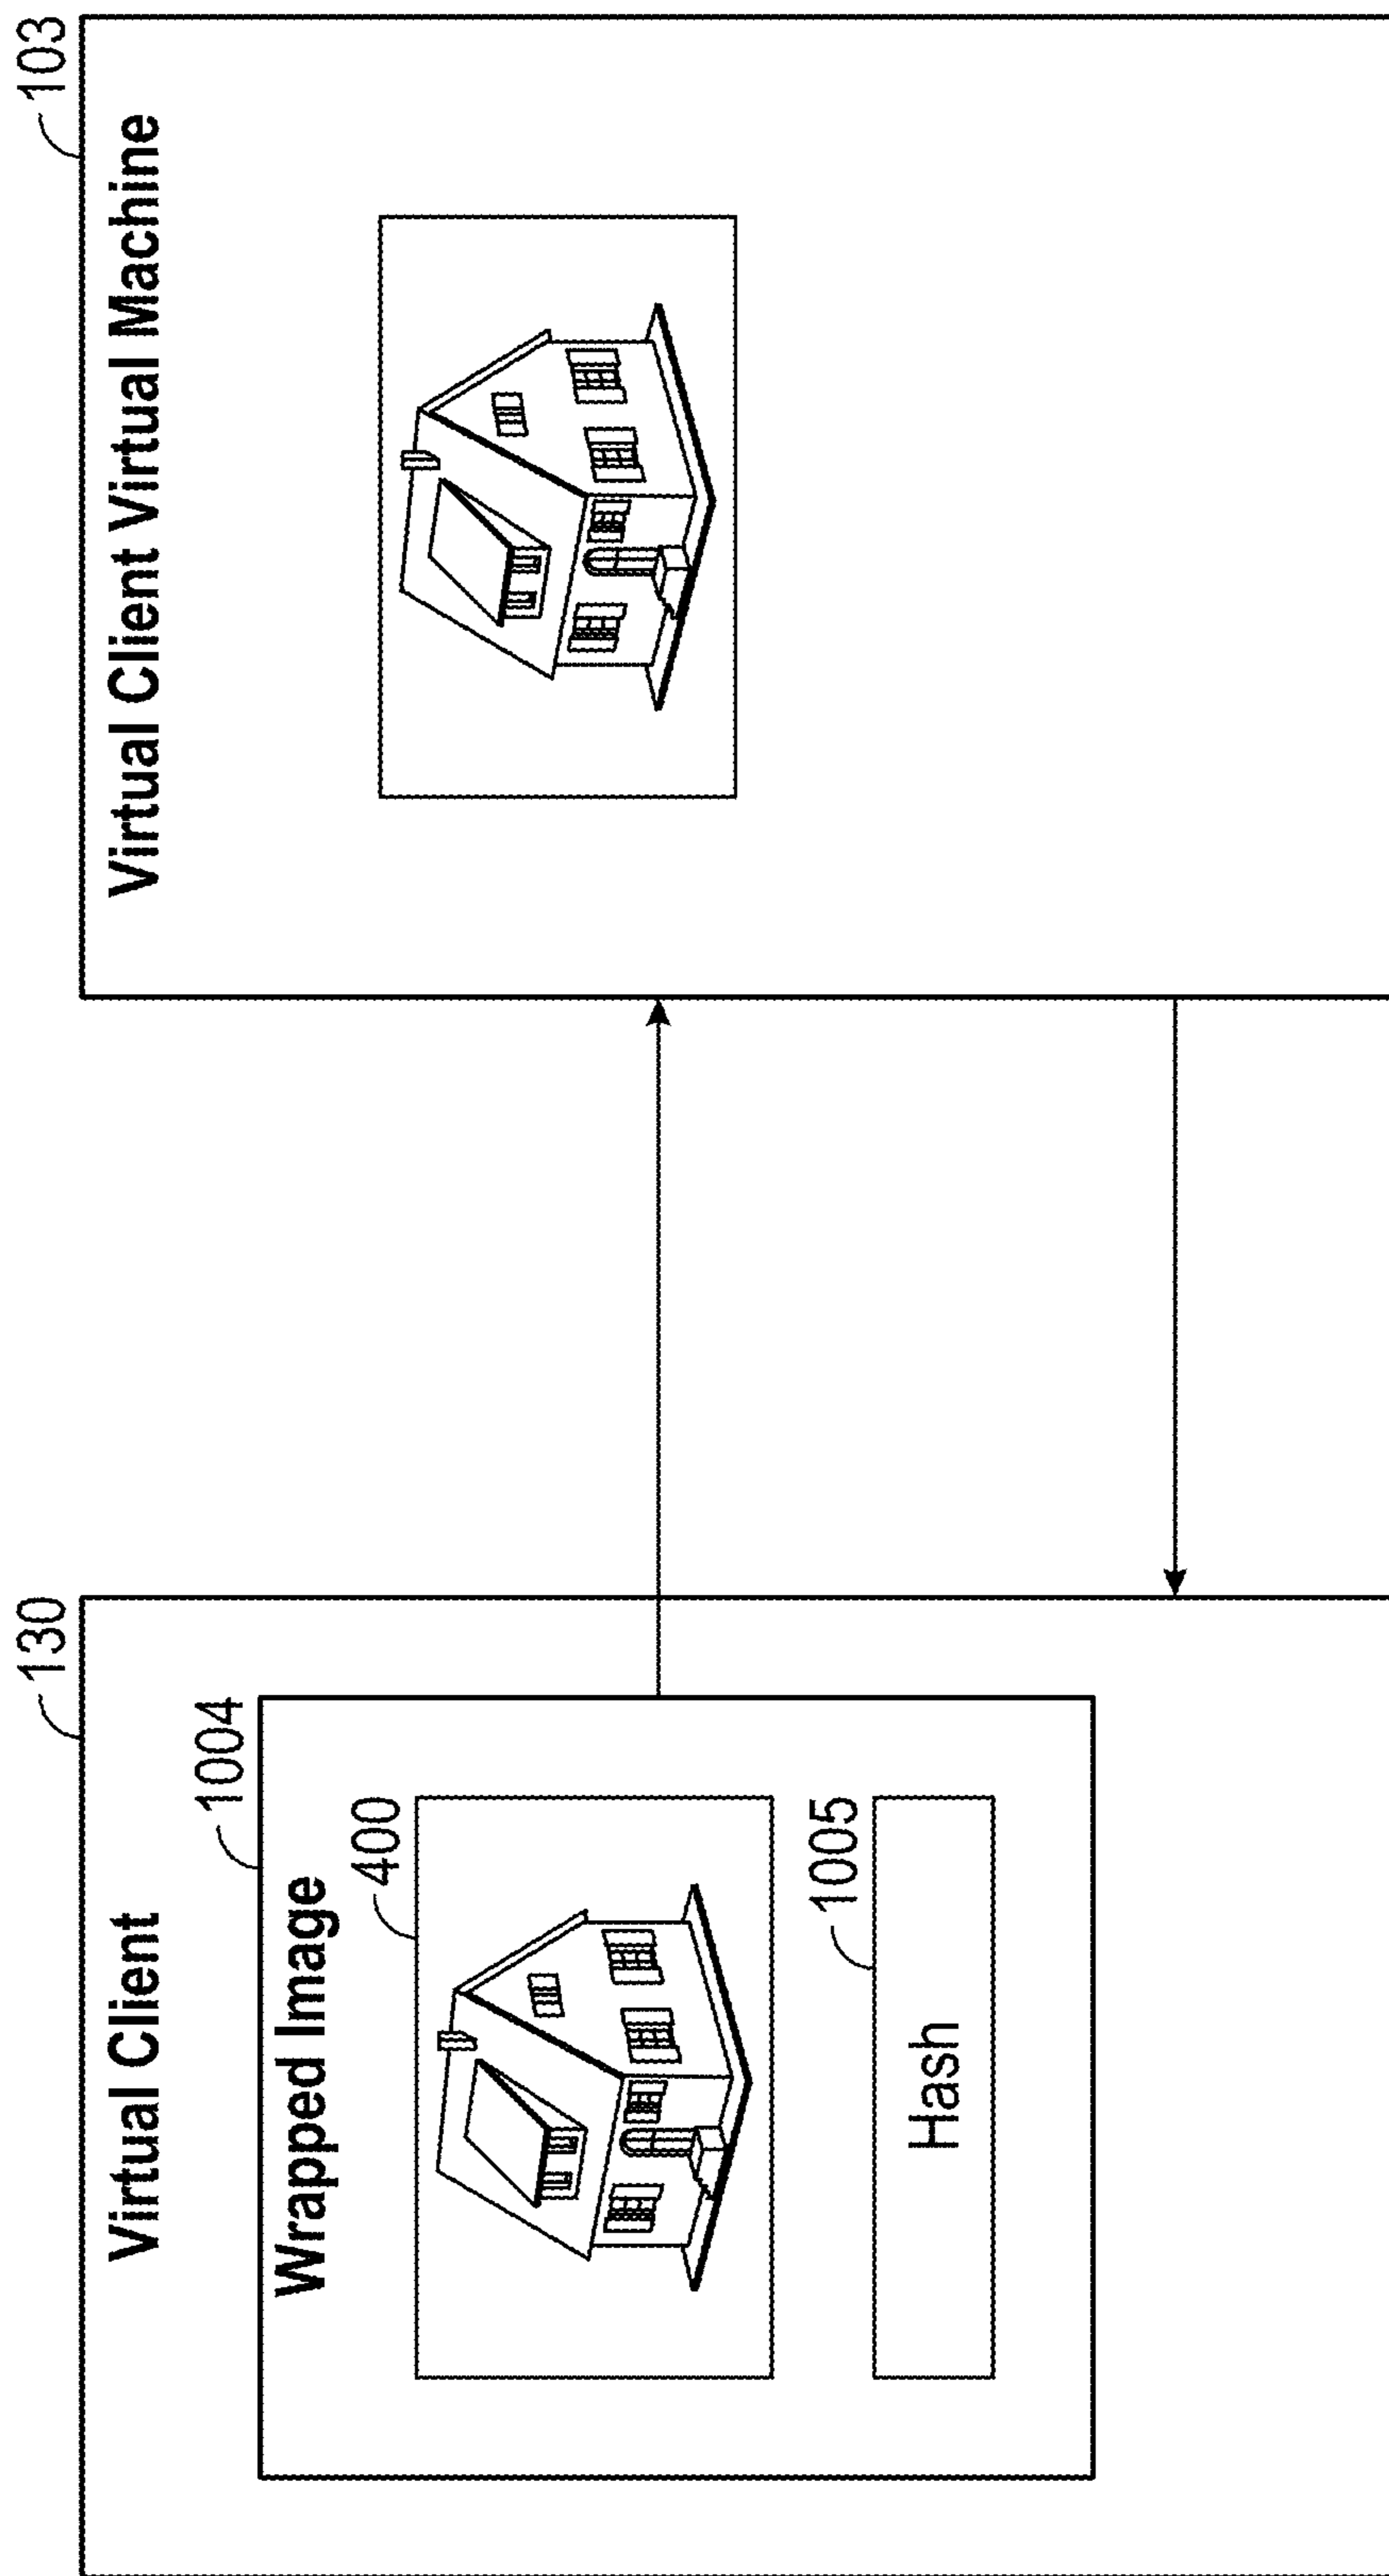 130
Virtual Client
1004
Wrapped Image
400
1005
Hash
103
Virtual Client Virtual Machine